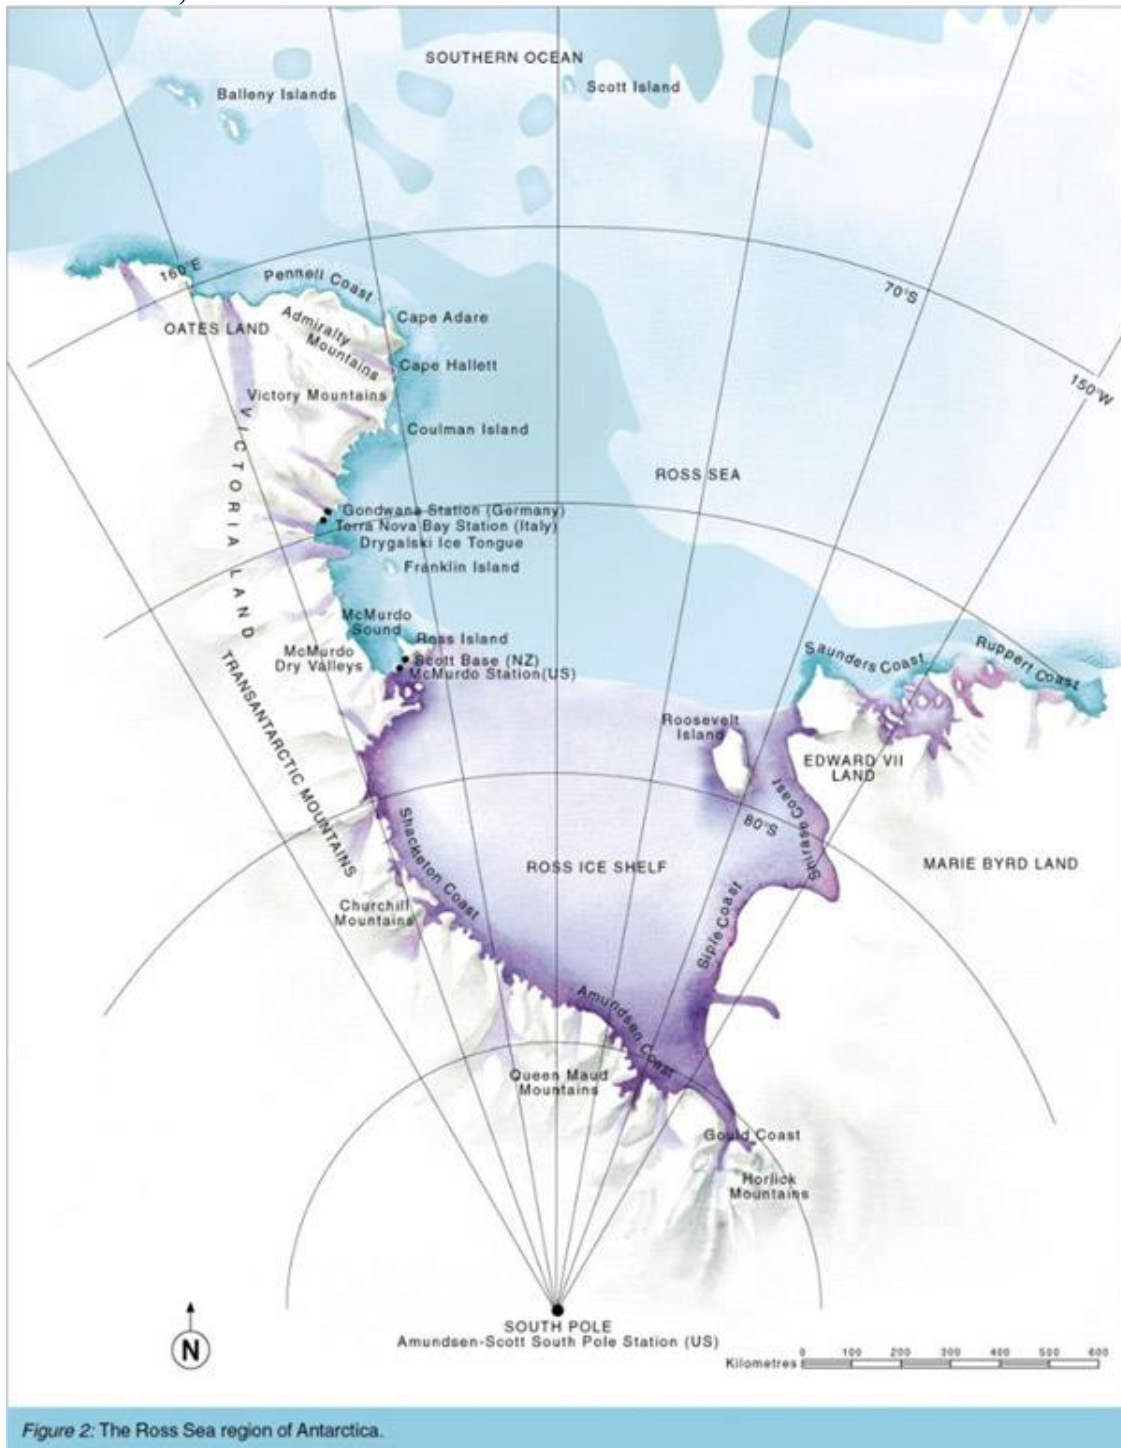 SOUTHERN OCEAN
Scott Island
Balleny Islands
160°E
Pennell Coast
70°S
OATES LAND
Admiralty
Mountains
Cape Adare
Cape Hallett
150°W
Victory Mountains
Coulman Island
VICTORIA LAND
ROSS SEA
Gondwana Station (Germany)
Terra Nova Bay Station (Italy)
Drygalski Ice Tongue
Franklin Island
McMurdo
Sound
Ross Island
McMurdo
Dry Valleys
Scott Base (NZ)
McMurdo Station(US)
Saunders Coast
Ruppert Coast
TRANSANTARCTIC MOUNTAINS
Roosevelt
Island
EDWARD VII
LAND
Shirase Coast
80°S
Shackleton Coast
ROSS ICE SHELF
MARIE BYRD LAND
Churchill
Mountains
Siple Coast
Amundsen Coast
Queen Maud
Mountains
Gould Coast
Horlick
Mountains
N
SOUTH POLE
Amundsen-Scott South Pole Station (US)
Kilometres 0 100 200 300 400 500 600
Figure 2: The Ross Sea region of Antarctica.